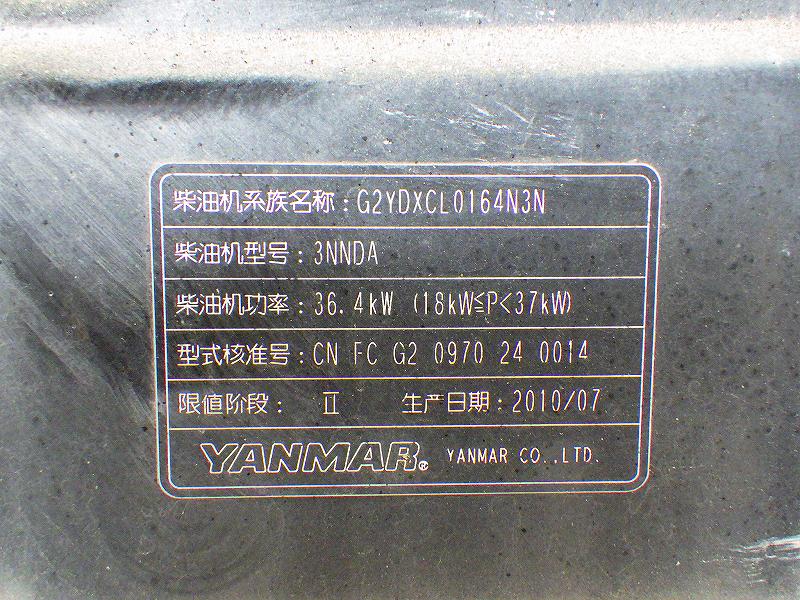 柴油机系族名称:G2YDXCL0164N3N
柴油机型号:3NNDA
柴油机功率:36.4kW (18kW≦P<37kW)
型式核准号:CN FC G2 0970 24 0014
限值阶段: Ⅱ 生产日期:2010/07
YANMAR® YANMAR CO.,LTD.